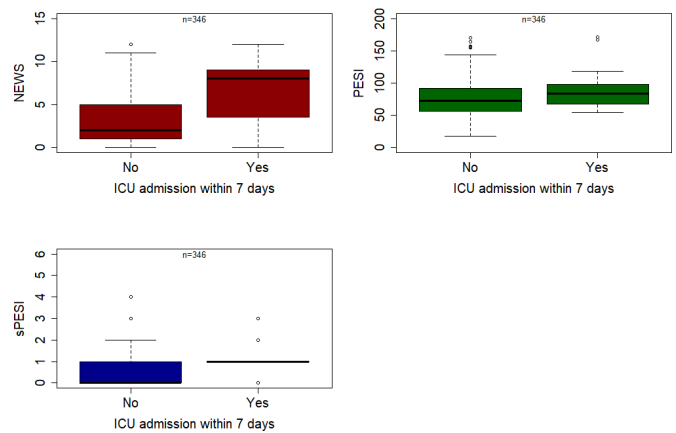 n=346
15
10
5
0
NEWS
No Yes
ICU admission within 7 days
n=346
200
150
100
50
0
PESI
No Yes
ICU admission within 7 days
n=346
6
5
4
3
2
1
0
sPESI
No Yes
ICU admission within 7 days